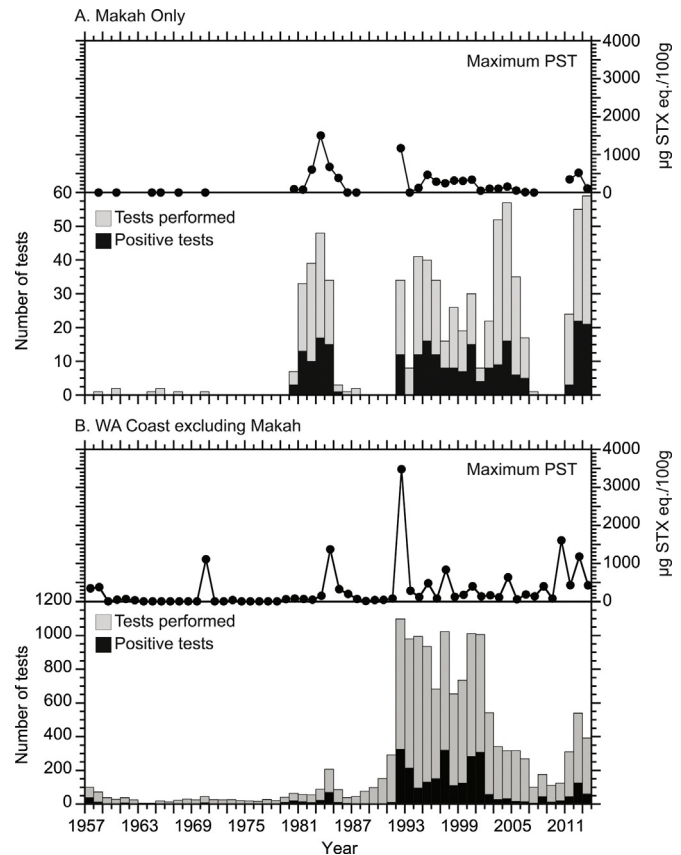 A. Makah Only
4000
Maximum PST
3000
2000
1000
0
µg STX eq./100g
60
Tests performed
50
Positive tests
40
30
20
10
0
Number of tests
B. WA Coast excluding Makah
4000
Maximum PST
3000
2000
1000
0
µg STX eq./100g
1200
Tests performed
1000
Positive tests
800
600
400
200
0
Number of tests
1957 1963 1969 1975 1981 1987 1993 1999 2005 2011
Year